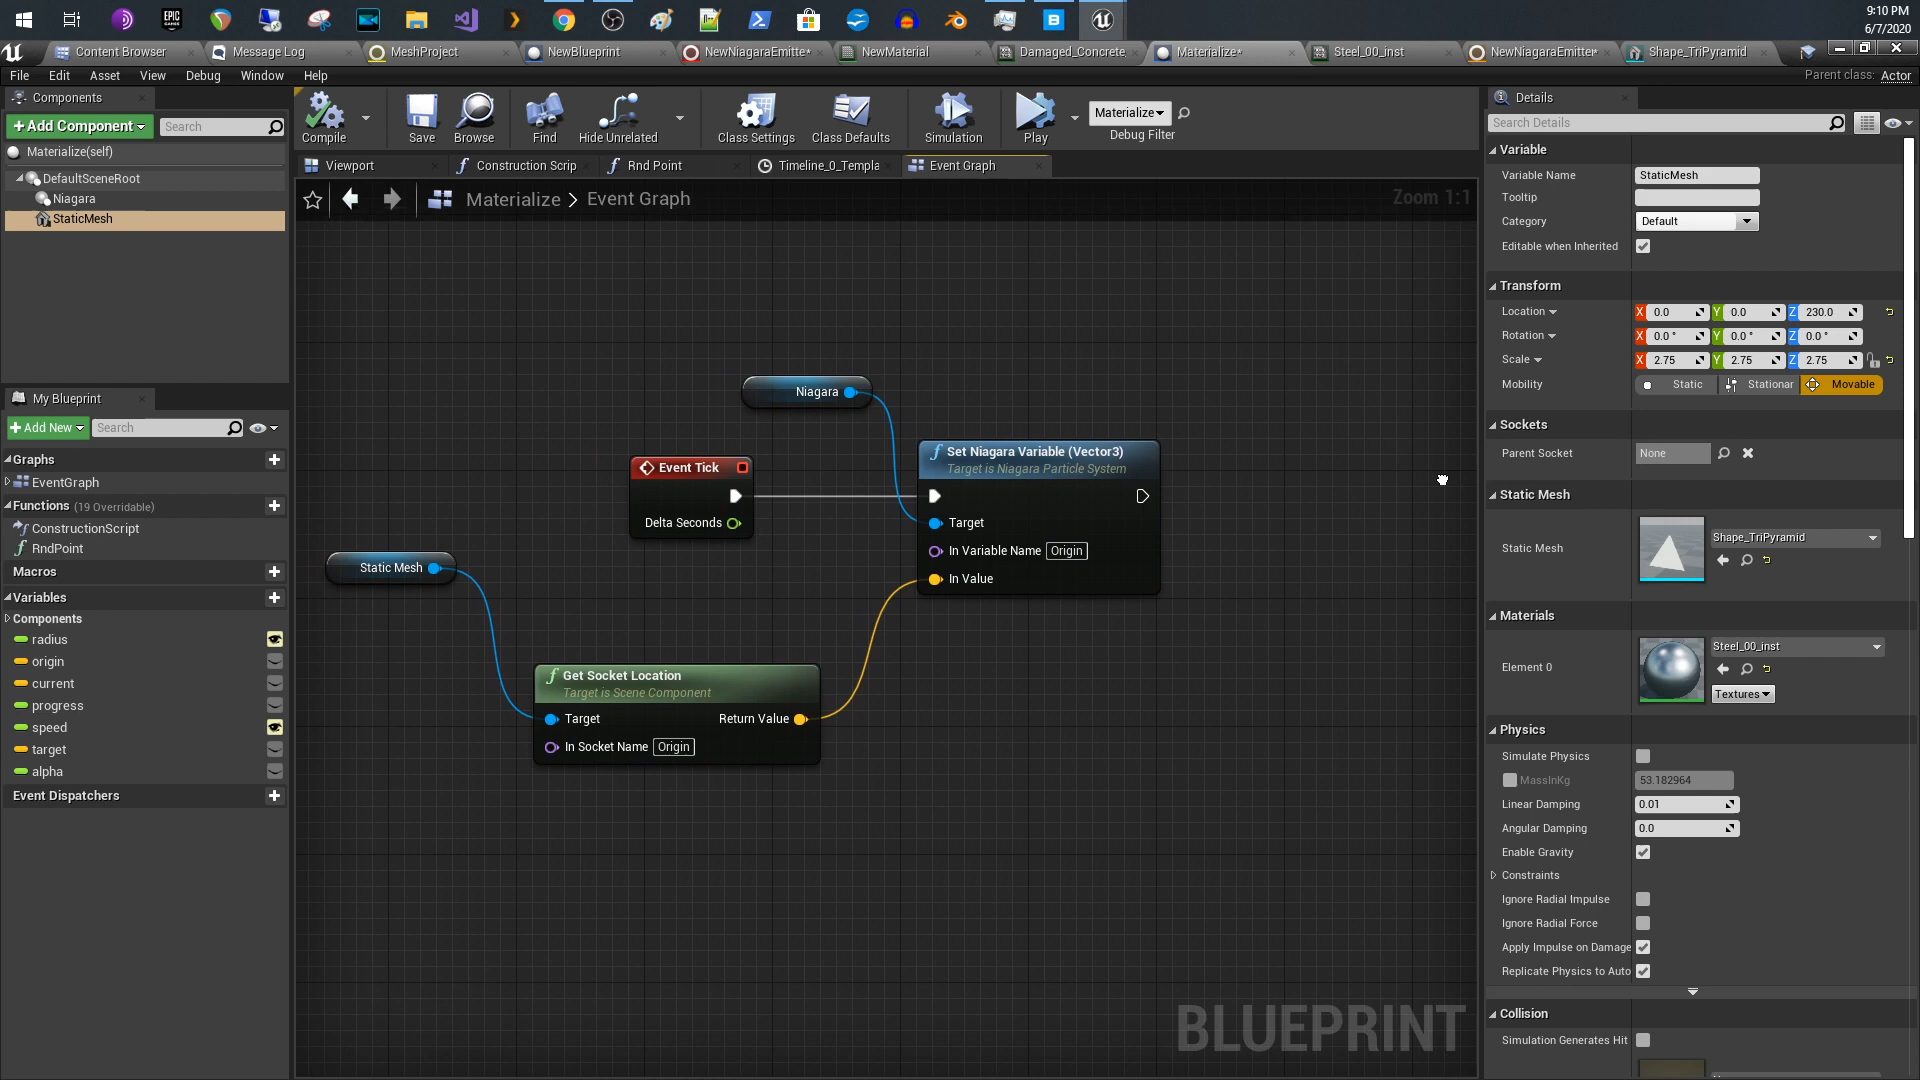 EPIC GAMES
9:10 PM
6/7/2020
Content Browser
Message Log
MeshProject
NewBlueprint
NewNiagaraEmitte*
NewMaterial
Damaged_Concrete
Materialize*
Steel_00_inst
NewNiagaraEmitter*
Shape_TriPyramid
File Edit Asset View Debug Window Help
Parent class: Actor
Components
+Add Component
Search
Materialize(self)
DefaultSceneRoot
Niagara
StaticMesh
My Blueprint
+Add New
Search
Graphs
EventGraph
Functions (19 Overridable)
ConstructionScript
RndPoint
Macros
Variables
Components
radius
origin
current
progress
speed
target
alpha
Event Dispatchers
Compile
Save
Browse
Find
Hide Unrelated
Class Settings
Class Defaults
Simulation
Play
Materialize
Debug Filter
Viewport
Construction Scrip
Rnd Point
Timeline_0_Templa
Event Graph
Materialize > Event Graph
Zoom 1:1
Niagara
Event Tick
Delta Seconds
Set Niagara Variable (Vector3)
Target is Niagara Particle System
Target
In Variable Name Origin
In Value
Static Mesh
Get Socket Location
Target is Scene Component
Target
Return Value
In Socket Name Origin
BLUEPRINT
Details
Search Details
Variable
Variable Name StaticMesh
Tooltip
Category Default
Editable when Inherited
Transform
Location X 0.0 Y 0.0 Z 230.0
Rotation X 0.0 ° Y 0.0 ° Z 0.0 °
Scale X 2.75 Y 2.75 Z 2.75
Mobility Static Stationar Movable
Sockets
Parent Socket None
Static Mesh
Static Mesh Shape_TriPyramid
Materials
Element 0 Steel_00_inst
Textures
Physics
Simulate Physics
MassInKg 53.182964
Linear Damping 0.01
Angular Damping 0.0
Enable Gravity
Constraints
Ignore Radial Impulse
Ignore Radial Force
Apply Impulse on Damage
Replicate Physics to Auto
Collision
Simulation Generates Hit